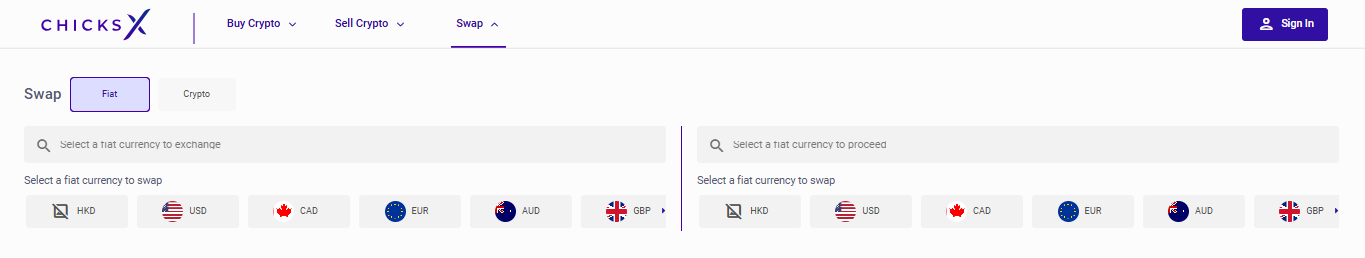 CHICKSX Buy Crypto Sell Crypto Swap Sign In
Swap Fiat Crypto
Select a fiat currency to exchange
Select a fiat currency to swap
HKD USD CAD EUR AUD GBP
Select a fiat currency to proceed
Select a fiat currency to swap
HKD USD CAD EUR AUD GBP